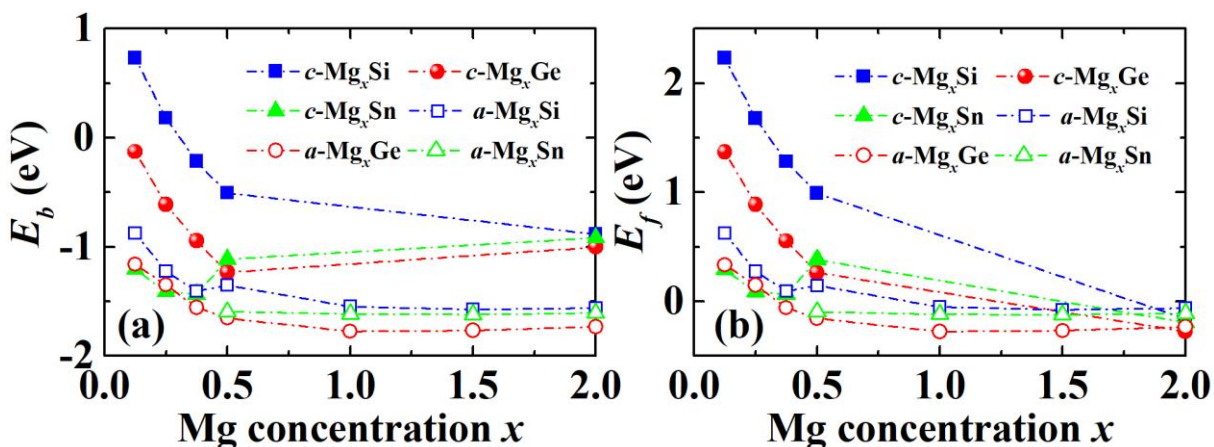 1
0
-1
-2
E_b (eV)
c-Mg_xSi
c-Mg_xGe
c-Mg_xSn
a-Mg_xSi
a-Mg_xGe
a-Mg_xSn
(a)
0.0 0.5 1.0 1.5 2.0
Mg concentration x
2
1
0
E_f (eV)
c-Mg_xSi
c-Mg_xGe
c-Mg_xSn
a-Mg_xSi
a-Mg_xGe
a-Mg_xSn
(b)
0.0 0.5 1.0 1.5 2.0
Mg concentration x